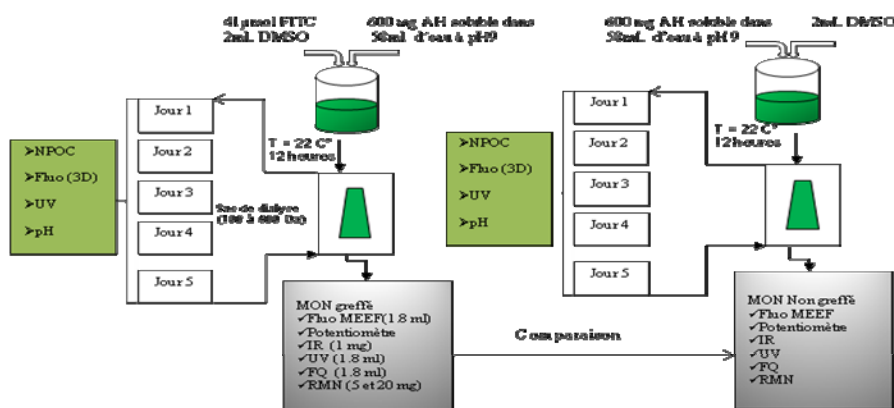 41 µmol FITC
2mL DMSO
600 mg AH soluble dans
58ml d'eau à pH9
T = 22 C°
12 heures
Jour 1
Jour 2
Jour 3
Jour 4
Jour 5
➢NPOC
➢Fluo (3D)
➢UV
➢pH
Sac de dialyse
(100 à 600 Da)
MON greffé
✓Fluo MEEF(1.8 ml)
✓Potentiomètre
✓IR (1 mg)
✓UV (1.8 ml)
✓FQ (1.8 ml)
✓RMN (5 et 20 mg)
Comparaison
600 mg AH soluble dans
58mL d'eau à pH9
2mL DMSO
T = 22 C°
12 heures
Jour 1
Jour 2
Jour 3
Jour 4
Jour 5
➢NPOC
➢Fluo (3D)
➢UV
➢pH
MON Non greffé
✓Fluo MEEF
✓Potentiomètre
✓IR
✓UV
✓FQ
✓RMN